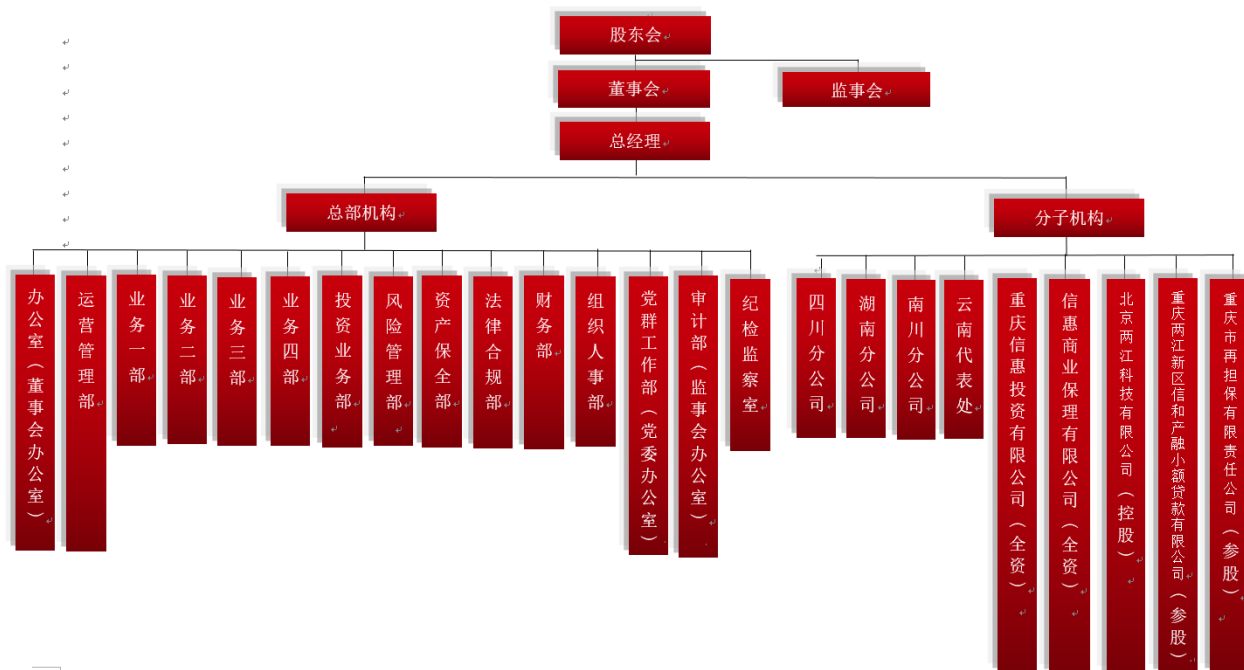 股东会
董事会
监事会
总经理
总部机构
分子机构
办公室（董事会办公室）
运营管理部
业务一部
业务二部
业务三部
业务四部
投资业务部
风险管理部
资产保全部
法律合规部
财务部
组织人事部
党群工作部（党委办公室）
审计部（监事会办公室）
纪检监察室
四川分公司
湖南分公司
南川分公司
云南代表处
重庆信惠投资有限公司（全资）
信惠商业保理有限公司（全资）
北京两江科技有限公司（控股）
重庆两江新区信和产融小额贷款有限公司（参股）
重庆市再担保有限责任公司（参股）